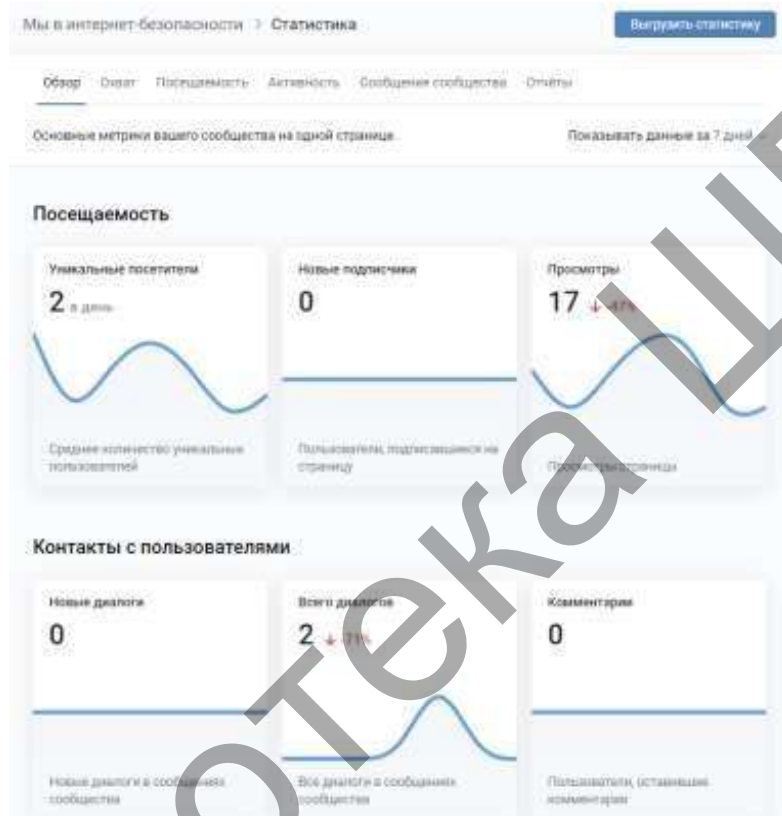 Мы в интернет-безопасности > Статистика
Выгрузить статистику
Обзор Охват Посещаемость Активность Сообщения сообщества Отчёты
Основные метрики вашего сообщества на одной странице
Показывать данные за 7 дней
Посещаемость
Уникальные посетители
2 в день
Среднее количество уникальных
пользователей
Новые подписчики
0
Пользователи, подписавшиеся на
страницу
Просмотры
17 ↓ -47%
Просмотры страницы
Контакты с пользователями
Новые диалоги
0
Новые диалоги в сообщениях
сообщества
Всего диалогов
2 ↓ -71%
Все диалоги в сообщениях
сообщества
Комментарии
0
Пользователи, оставившие
комментарии